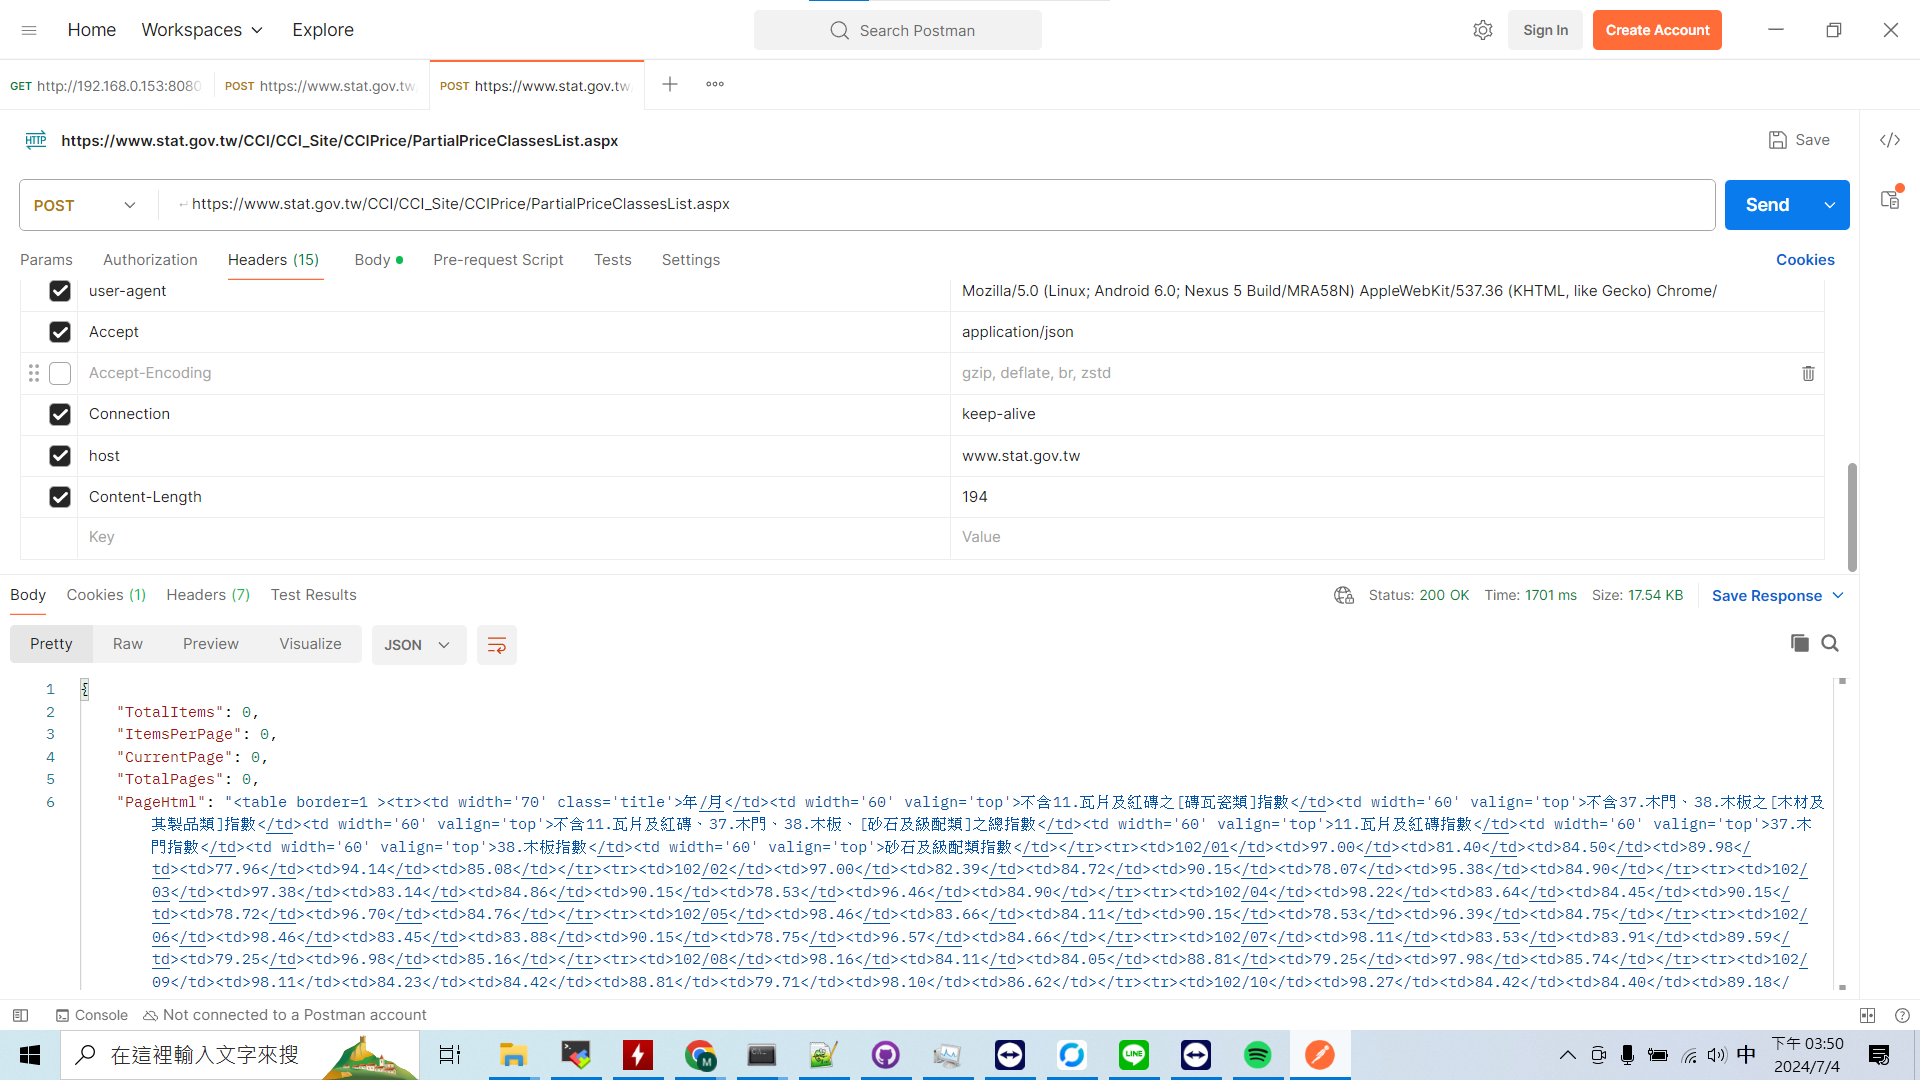 Home Workspaces Explore Search Postman Sign In Create Account
GET http://192.168.0.153:8080 POST https://www.stat.gov.tw POST https://www.stat.gov.tw
HTTP https://www.stat.gov.tw/CCI/CCI_Site/CCIPrice/PartialPriceClassesList.aspx Save
POST https://www.stat.gov.tw/CCI/CCI_Site/CCIPrice/PartialPriceClassesList.aspx Send
Params Authorization Headers (15) Body Pre-request Script Tests Settings Cookies
user-agent Mozilla/5.0 (Linux; Android 6.0; Nexus 5 Build/MRA58N) AppleWebKit/537.36 (KHTML, like Gecko) Chrome/
Accept application/json
Accept-Encoding gzip, deflate, br, zstd
Connection keep-alive
host www.stat.gov.tw
Content-Length 194
Key Value
Body Cookies (1) Headers (7) Test Results Status: 200 OK Time: 1701 ms Size: 17.54 KB Save Response
Pretty Raw Preview Visualize JSON
1 {
2 "TotalItems": 0,
3 "ItemsPerPage": 0,
4 "CurrentPage": 0,
5 "TotalPages": 0,
6 "PageHtml": "<table border=1 ><tr><td width='70' class='title'>年/月</td><td width='60' valign='top'>不含11.瓦片及紅磚之[磚瓦瓷類]指數</td><td width='60' valign='top'>不含37.木門、38.木板之[木材及
其製品類]指數</td><td width='60' valign='top'>不含11.瓦片及紅磚、37.木門、38.木板、[砂石及級配類]之總指數</td><td width='60' valign='top'>11.瓦片及紅磚指數</td><td width='60' valign='top'>37.木
門指數</td><td width='60' valign='top'>38.木板指數</td><td width='60' valign='top'>砂石及級配類指數</td></tr><tr><td>102/01</td><td>97.00</td><td>81.40</td><td>84.50</td><td>89.98</
td><td>77.96</td><td>94.14</td><td>85.08</td></tr><tr><td>102/02</td><td>97.00</td><td>82.39</td><td>84.72</td><td>90.15</td><td>78.07</td><td>95.38</td><td>84.90</td></tr><tr><td>102/
03</td><td>97.38</td><td>83.14</td><td>84.86</td><td>90.15</td><td>78.53</td><td>96.46</td><td>84.90</td></tr><tr><td>102/04</td><td>98.22</td><td>83.64</td><td>84.45</td><td>90.15</
td><td>78.72</td><td>96.70</td><td>84.76</td></tr><tr><td>102/05</td><td>98.46</td><td>83.66</td><td>84.11</td><td>90.15</td><td>78.53</td><td>96.39</td><td>84.75</td></tr><tr><td>102/
06</td><td>98.46</td><td>83.45</td><td>83.88</td><td>90.15</td><td>78.75</td><td>96.57</td><td>84.66</td></tr><tr><td>102/07</td><td>98.11</td><td>83.53</td><td>83.91</td><td>89.59</
td><td>79.25</td><td>96.98</td><td>85.16</td></tr><tr><td>102/08</td><td>98.16</td><td>84.11</td><td>84.05</td><td>88.81</td><td>79.25</td><td>97.98</td><td>85.74</td></tr><tr><td>102/
09</td><td>98.11</td><td>84.23</td><td>84.42</td><td>88.81</td><td>79.71</td><td>98.10</td><td>86.62</td></tr><tr><td>102/10</td><td>98.27</td><td>84.42</td><td>84.40</td><td>89.18</
Console Not connected to a Postman account
在這裡輸入文字來搜 M LINE 中 下午 03:50
2024/7/4